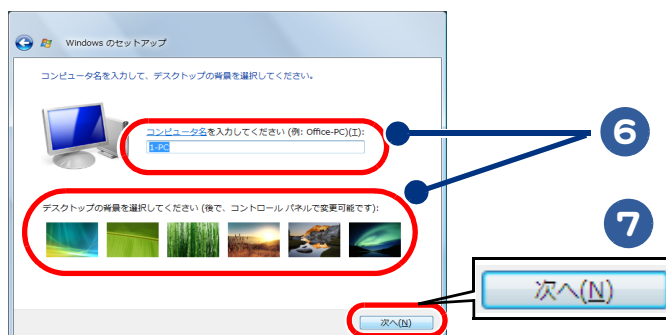 Windows のセットアップ
コンピュータ名を入力して、デスクトップの背景を選択してください。
コンピュータ名を入力してください (例: Office-PC)(T):
1-PC
6
デスクトップの背景を選択してください (後で、コントロール パネルで変更可能です):
7
次へ(N)
次へ(N)